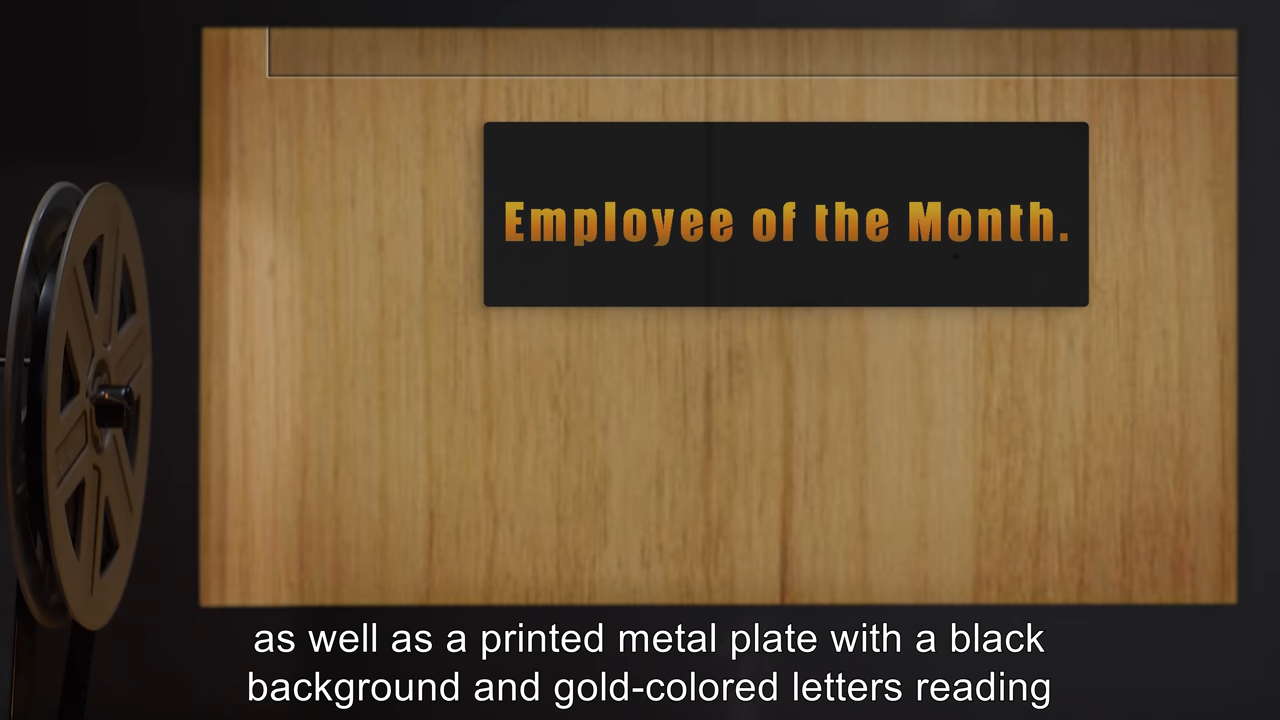 Employee of the Month.
as well as a printed metal plate with a black
background and gold-colored letters reading